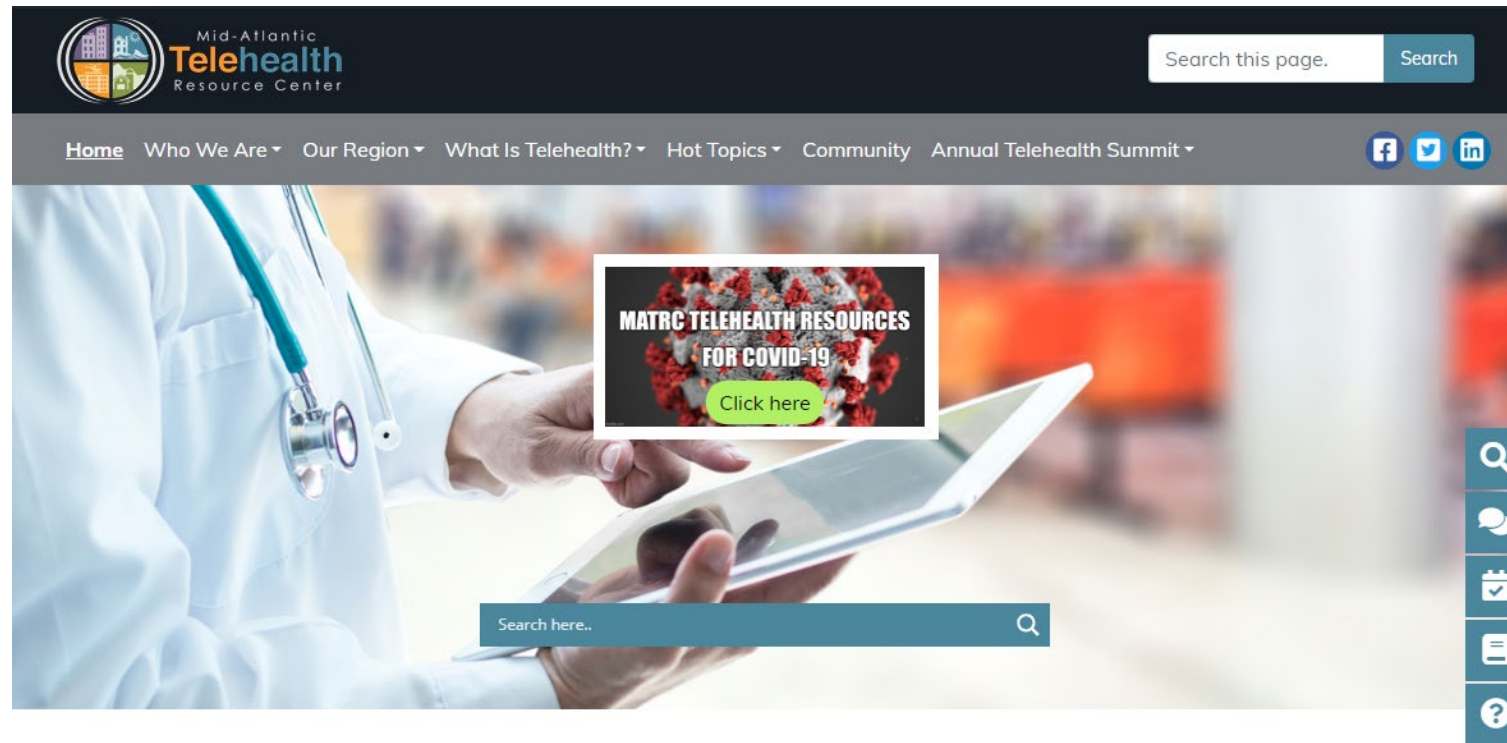 Mid-Atlantic
Telehealth
Resource Center
Search this page.
Search
Home Who We Are Our Region What Is Telehealth? Hot Topics Community Annual Telehealth Summit
MATRC TELEHEALTH RESOURCES
FOR COVID-19
Click here
Search here..